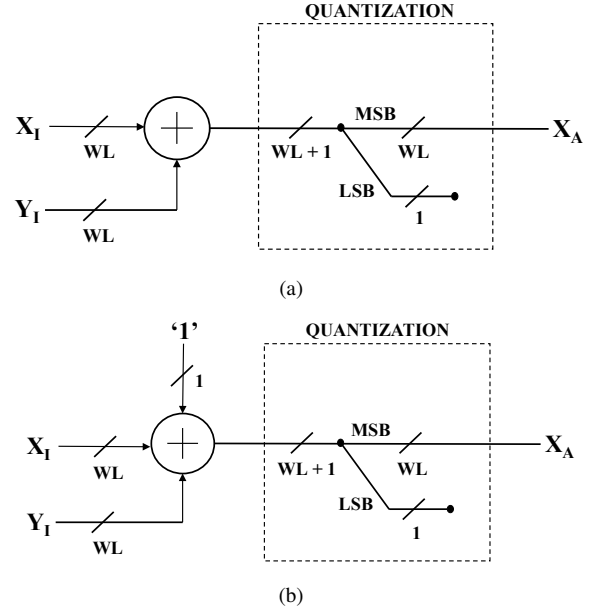 QUANTIZATION
MSB
X_I
X_A
WL
WL + 1
WL
LSB
Y_I
1
WL
(a)
‘1’
QUANTIZATION
1
MSB
X_I
X_A
WL
WL + 1
WL
LSB
Y_I
1
WL
(b)